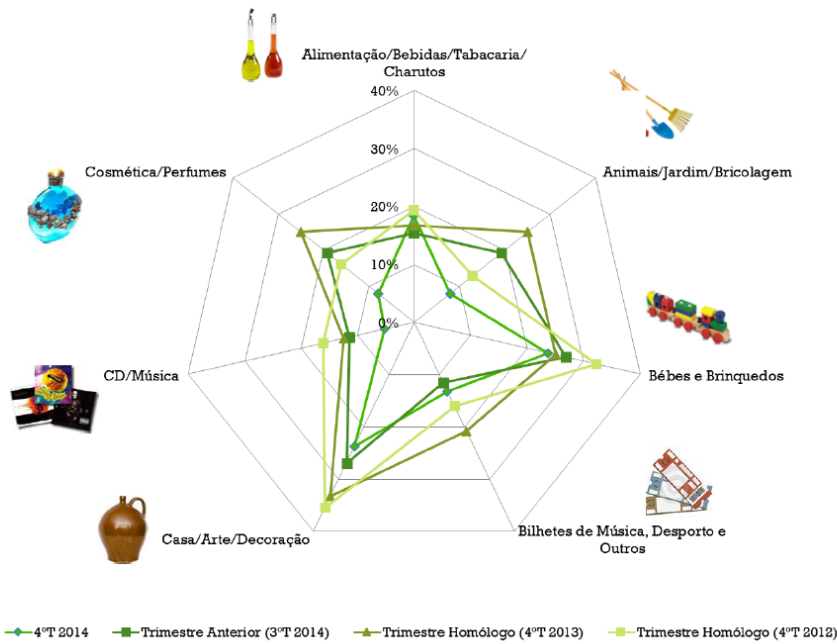 Alimentação/Bebidas/Tabacaria/
Charutos
40%
30%
20%
10%
0%
Animais/Jardim/Bricolagem
Bébes e Brinquedos
Bilhetes de Música, Desporto e
Outros
Casa/Arte/Decoração
CD/Música
Cosmética/Perfumes
4ºT 2014
Trimestre Anterior (3ºT 2014)
Trimestre Homólogo (4ºT 2013)
Trimestre Homólogo (4ºT 2012)